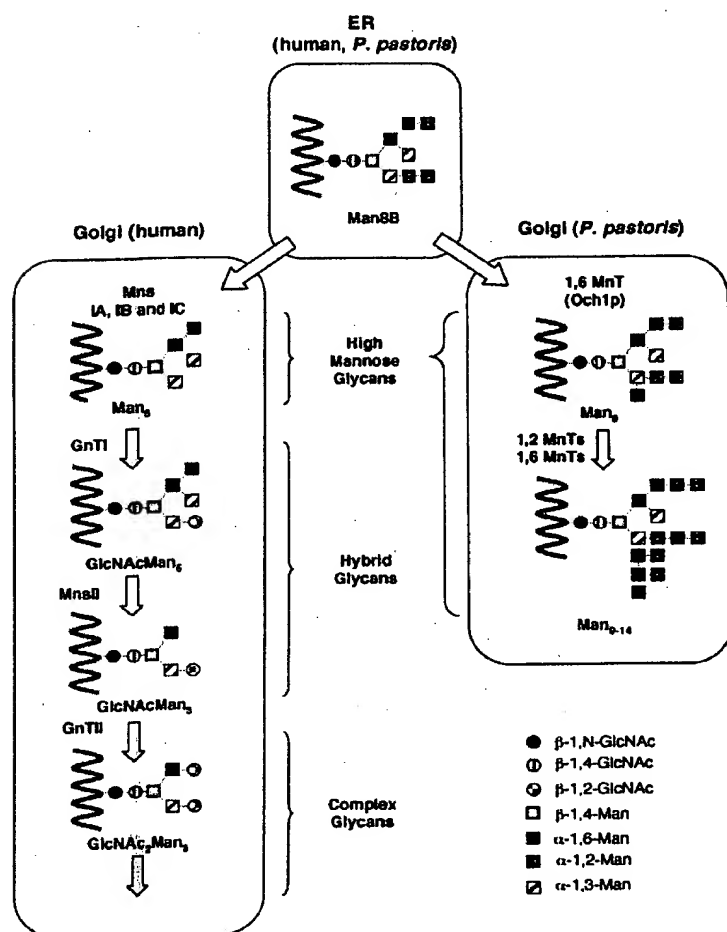 ER
(human, P. pastoris)
Man8B
Golgi (human)
Golgi (P. pastoris)
Mns
IA, IB and IC
Man₅
GnTI
GlcNAcMan₅
MnsII
GlcNAcMan₃
GnTII
GlcNAc₂Man₃
High
Mannose
Glycans
Hybrid
Glycans
Complex
Glycans
1,6 MnT
(Och1p)
Man₉
1,2 MnTs
1,6 MnTs
Man₉₋₁₄
β-1,N-GlcNAc
β-1,4-GlcNAc
β-1,2-GlcNAc
β-1,4-Man
α-1,6-Man
α-1,2-Man
α-1,3-Man